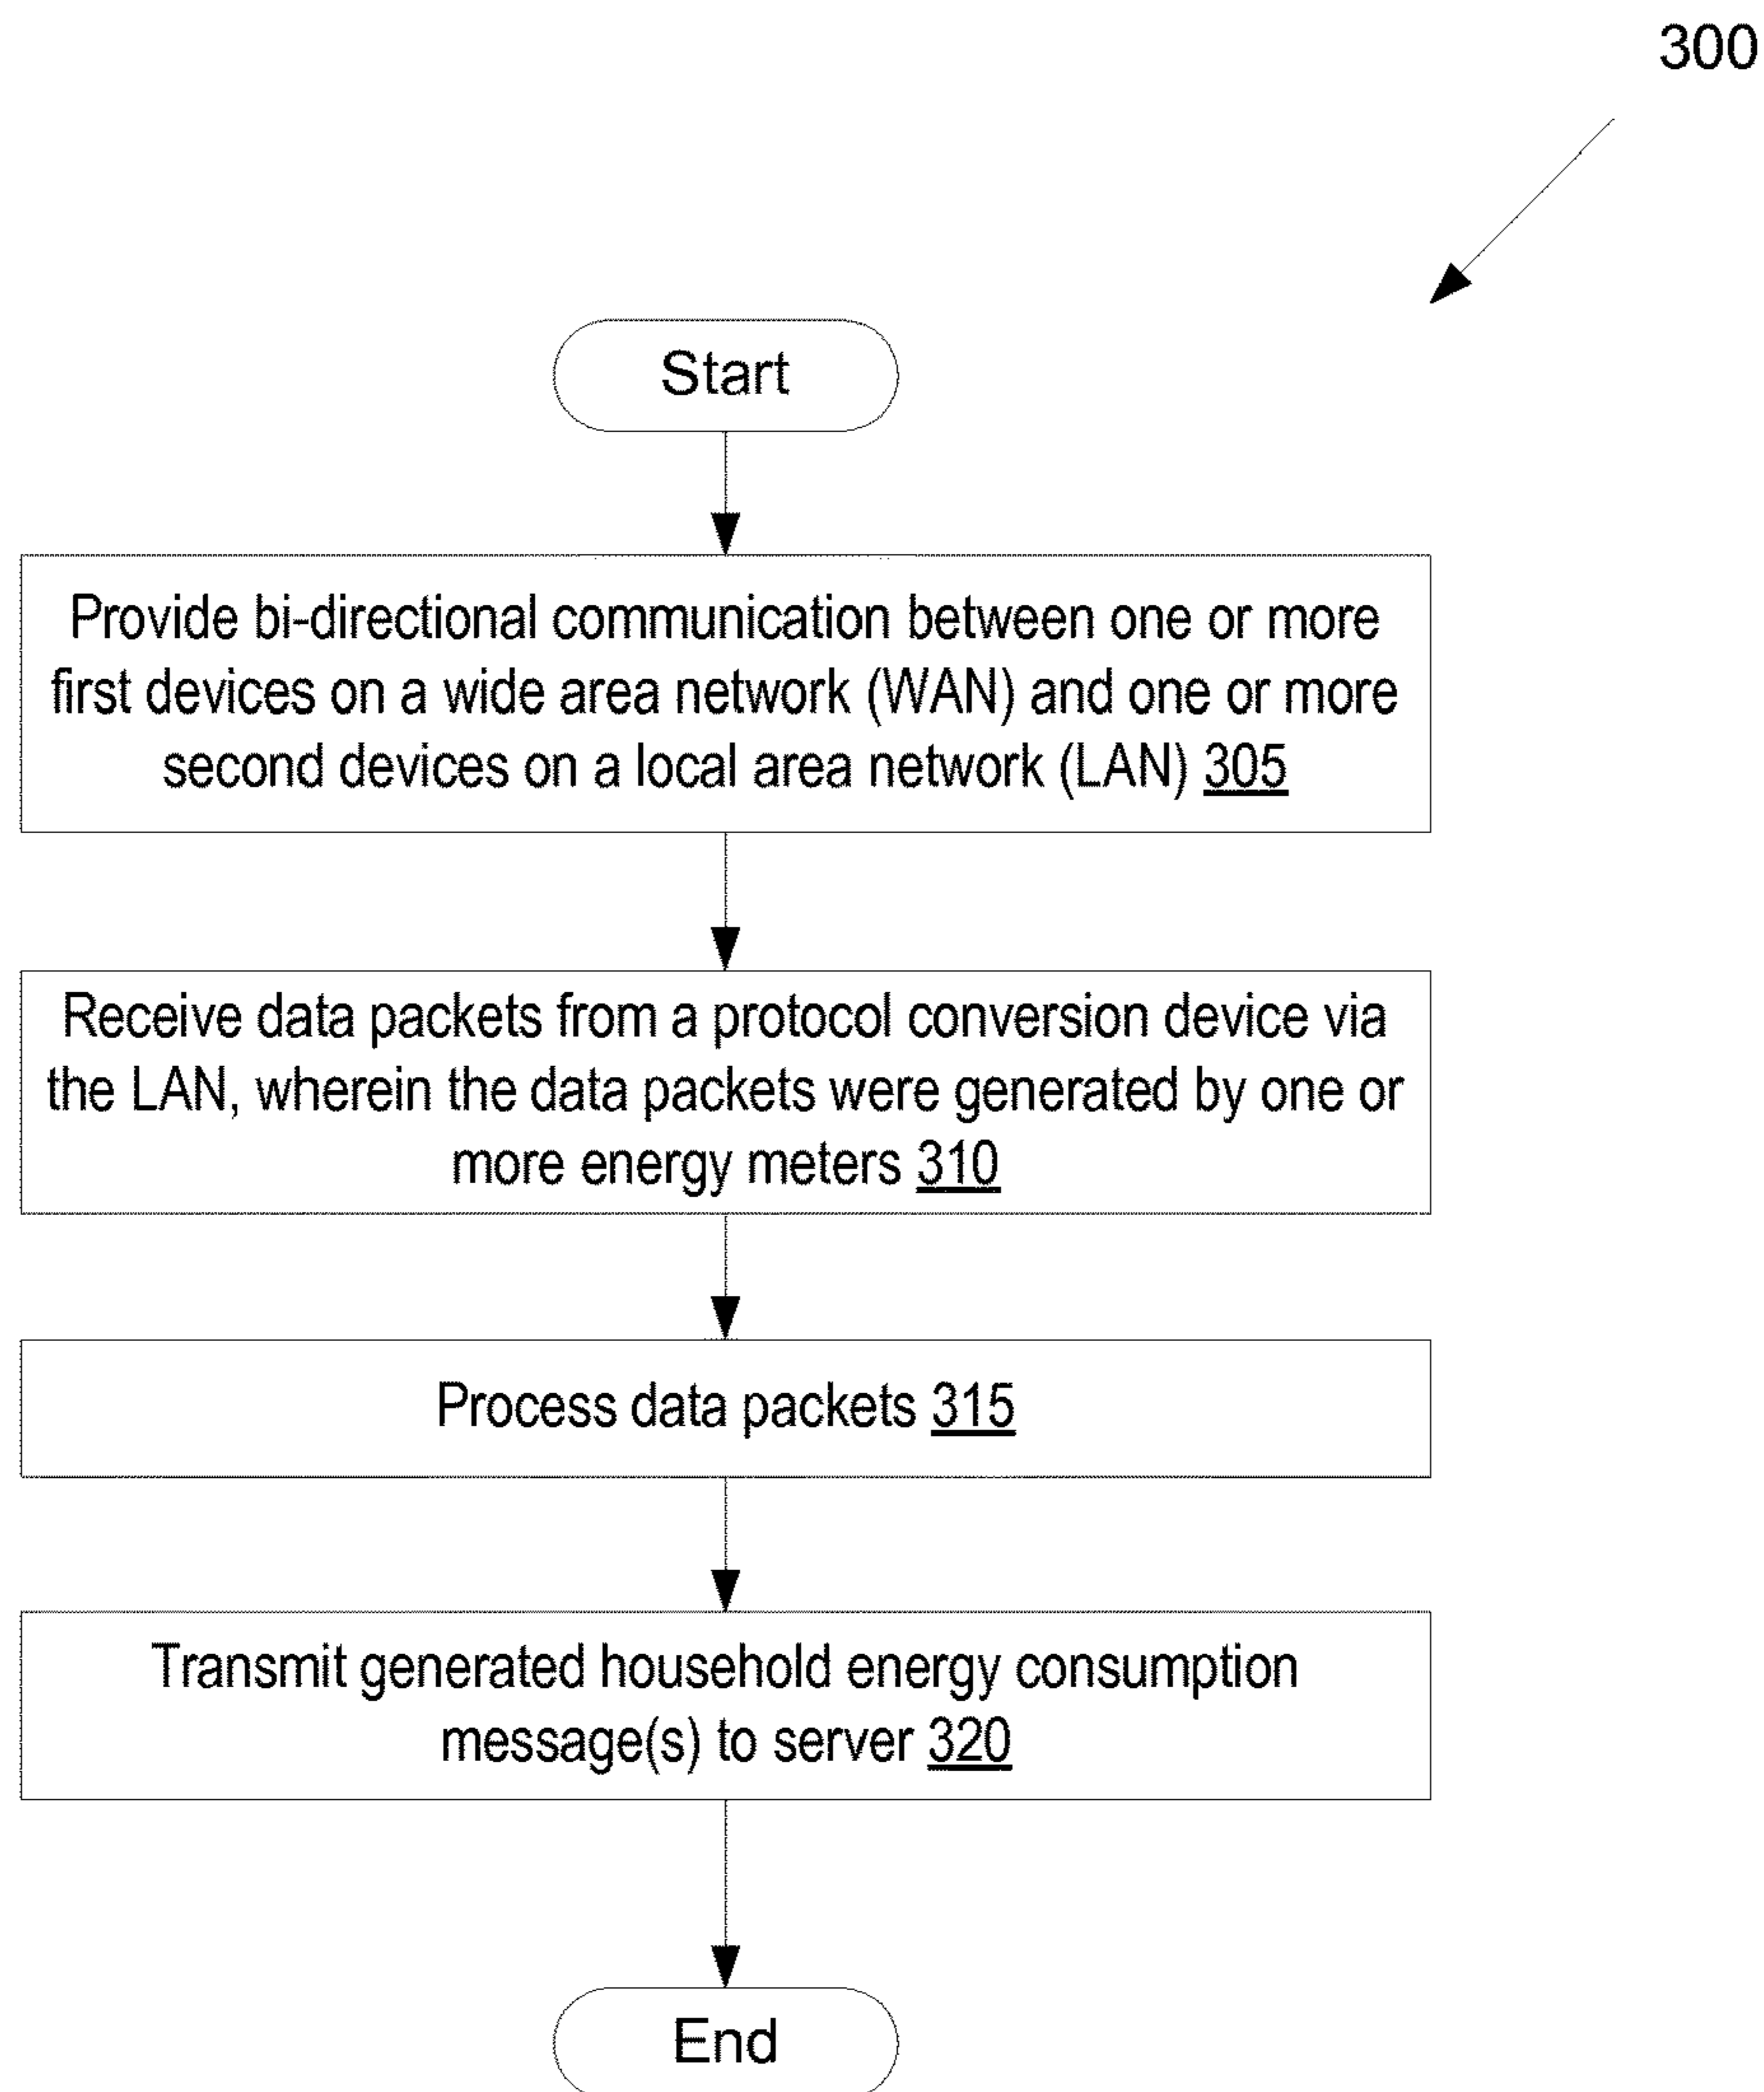 300
Start
Provide bi-directional communication between one or more
first devices on a wide area network (WAN) and one or more
second devices on a local area network (LAN) 305
Receive data packets from a protocol conversion device via
the LAN, wherein the data packets were generated by one or
more energy meters 310
Process data packets 315
Transmit generated household energy consumption
message(s) to server 320
End